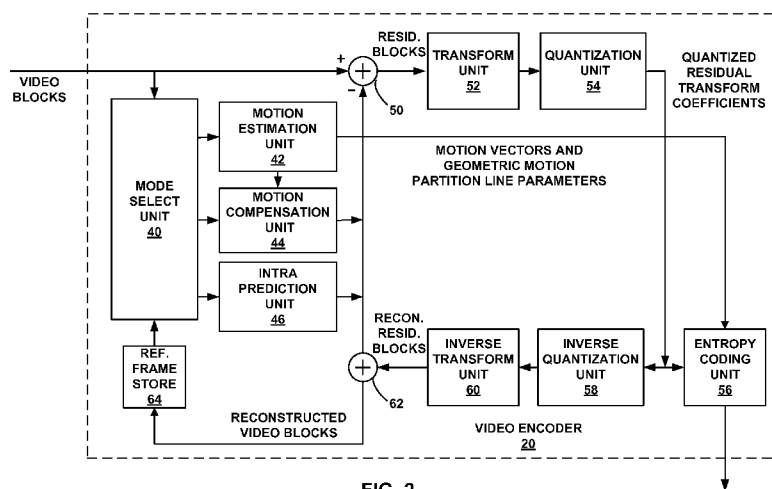 VIDEO
BLOCKS
+
–
+
50
RESID.
BLOCKS
TRANSFORM
UNIT
52
QUANTIZATION
UNIT
54
QUANTIZED
RESIDUAL
TRANSFORM
COEFFICIENTS
MODE
SELECT
UNIT
40
MOTION
ESTIMATION
UNIT
42
MOTION VECTORS AND
GEOMETRIC MOTION
PARTITION LINE PARAMETERS
MOTION
COMPENSATION
UNIT
44
INTRA
PREDICTION
UNIT
46
REF.
FRAME
STORE
64
+
62
RECON.
RESID.
BLOCKS
INVERSE
TRANSFORM
UNIT
60
INVERSE
QUANTIZATION
UNIT
58
ENTROPY
CODING
UNIT
56
RECONSTRUCTED
VIDEO BLOCKS
VIDEO ENCODER
20
FIG. 2